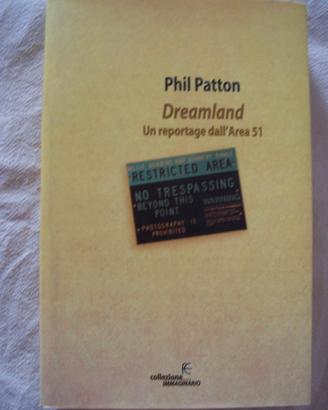 Phil Patton
Dreamland
Un reportage dall'Area 51
RESTRICTED AREA
NO TRESPASSING
BEYOND THIS
POINT
WARNING
PHOTOGRAPHY IS
PROHIBITED
collezione
IMMAGINARIO